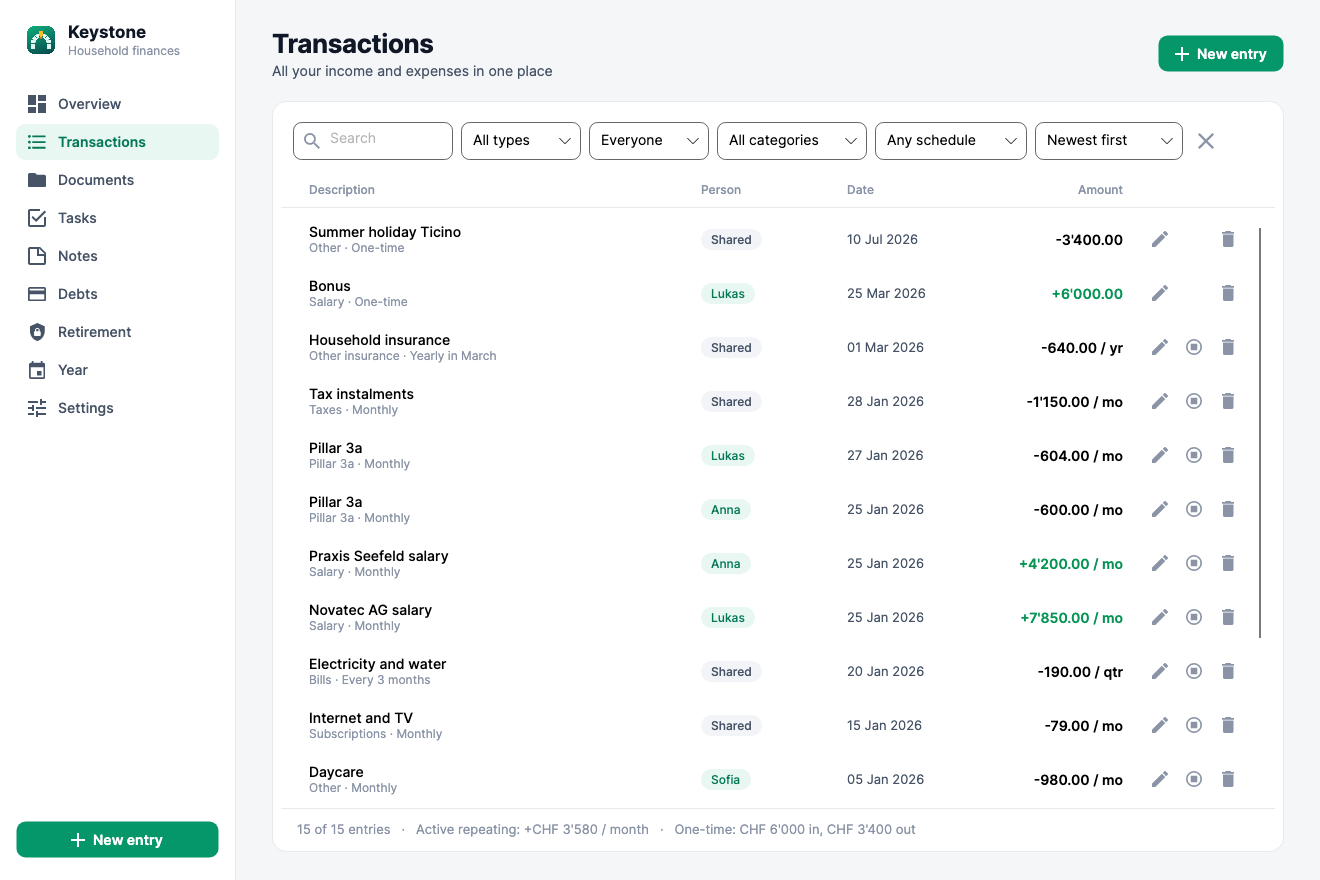 Keystone
Household finances
Overview
Transactions
Documents
Tasks
Notes
Debts
Retirement
Year
Settings
New entry
Transactions
All your income and expenses in one place
New entry
Search
All types
Everyone
All categories
Any schedule
Newest first
Description Person Date Amount
Summer holiday Ticino Shared 10 Jul 2026 -3'400.00
Other · One-time
Bonus Lukas 25 Mar 2026 +6'000.00
Salary · One-time
Household insurance Shared 01 Mar 2026 -640.00 / yr
Other insurance · Yearly in March
Tax instalments Shared 28 Jan 2026 -1'150.00 / mo
Taxes · Monthly
Pillar 3a Lukas 27 Jan 2026 -604.00 / mo
Pillar 3a · Monthly
Pillar 3a Anna 25 Jan 2026 -600.00 / mo
Pillar 3a · Monthly
Praxis Seefeld salary Anna 25 Jan 2026 +4'200.00 / mo
Salary · Monthly
Novatec AG salary Lukas 25 Jan 2026 +7'850.00 / mo
Salary · Monthly
Electricity and water Shared 20 Jan 2026 -190.00 / qtr
Bills · Every 3 months
Internet and TV Shared 15 Jan 2026 -79.00 / mo
Subscriptions · Monthly
Daycare Sofia 05 Jan 2026 -980.00 / mo
Other · Monthly
15 of 15 entries · Active repeating: +CHF 3'580 / month · One-time: CHF 6'000 in, CHF 3'400 out